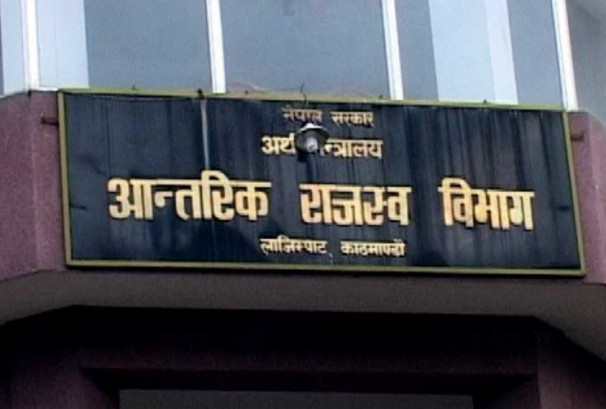 नेपाल सरकार
अर्थ मन्त्रालय
आन्तरिक राजस्व विभाग
लाजिम्पाट, काठमाण्डौ